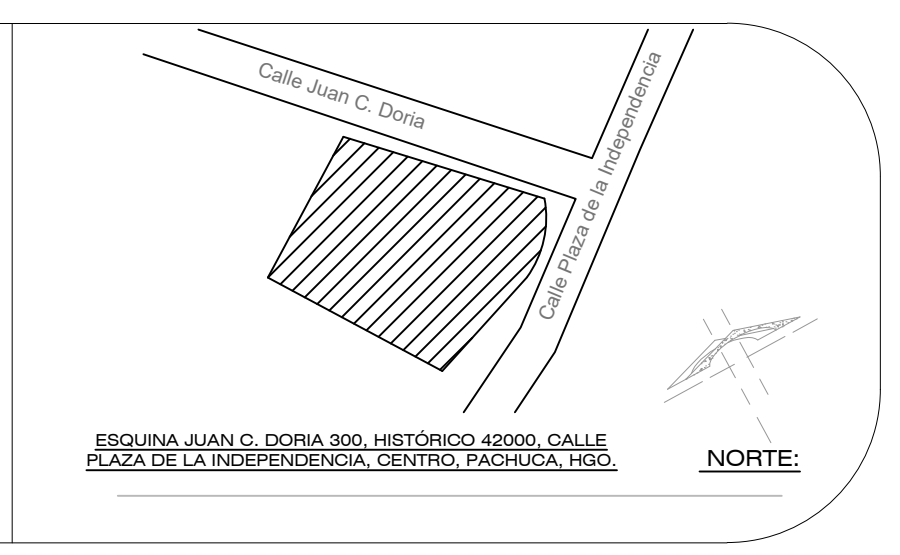 Calle Juan C. Doria
Calle Plaza de la Independencia
ESQUINA JUAN C. DORIA 300, HISTÓRICO 42000, CALLE
PLAZA DE LA INDEPENDENCIA, CENTRO, PACHUCA, HGO.
NORTE: